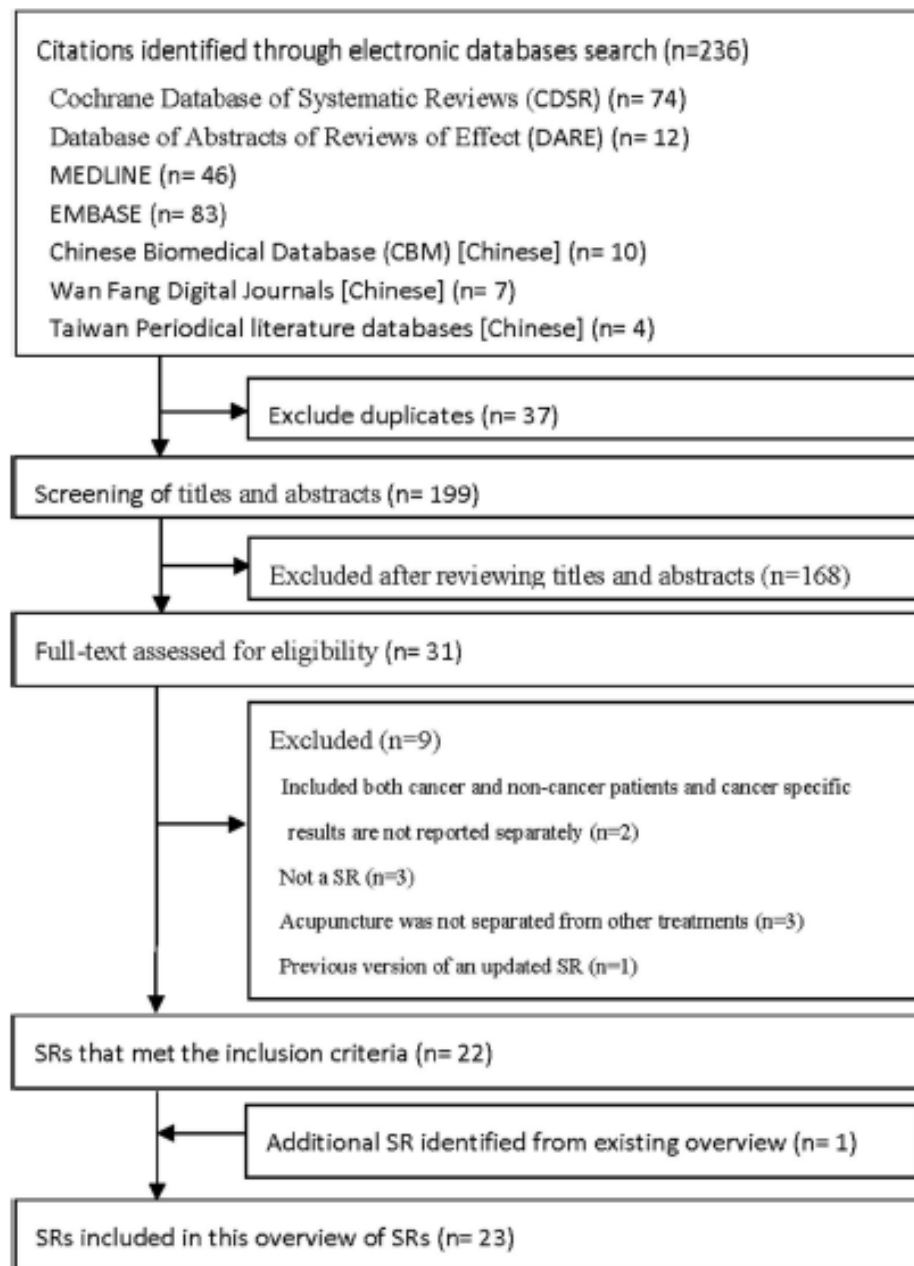 Citations identified through electronic databases search (n=236)
Cochrane Database of Systematic Reviews (CDSR) (n= 74)
Database of Abstracts of Reviews of Effect (DARE) (n= 12)
MEDLINE (n= 46)
EMBASE (n= 83)
Chinese Biomedical Database (CBM) [Chinese] (n= 10)
Wan Fang Digital Journals [Chinese] (n= 7)
Taiwan Periodical literature databases [Chinese] (n= 4)
Exclude duplicates (n= 37)
Screening of titles and abstracts (n= 199)
Excluded after reviewing titles and abstracts (n=168)
Full-text assessed for eligibility (n= 31)
Excluded (n=9)
Included both cancer and non-cancer patients and cancer specific
results are not reported separately (n=2)
Not a SR (n=3)
Acupuncture was not separated from other treatments (n=3)
Previous version of an updated SR (n=1)
SRs that met the inclusion criteria (n= 22)
Additional SR identified from existing overview (n= 1)
SRs included in this overview of SRs (n= 23)